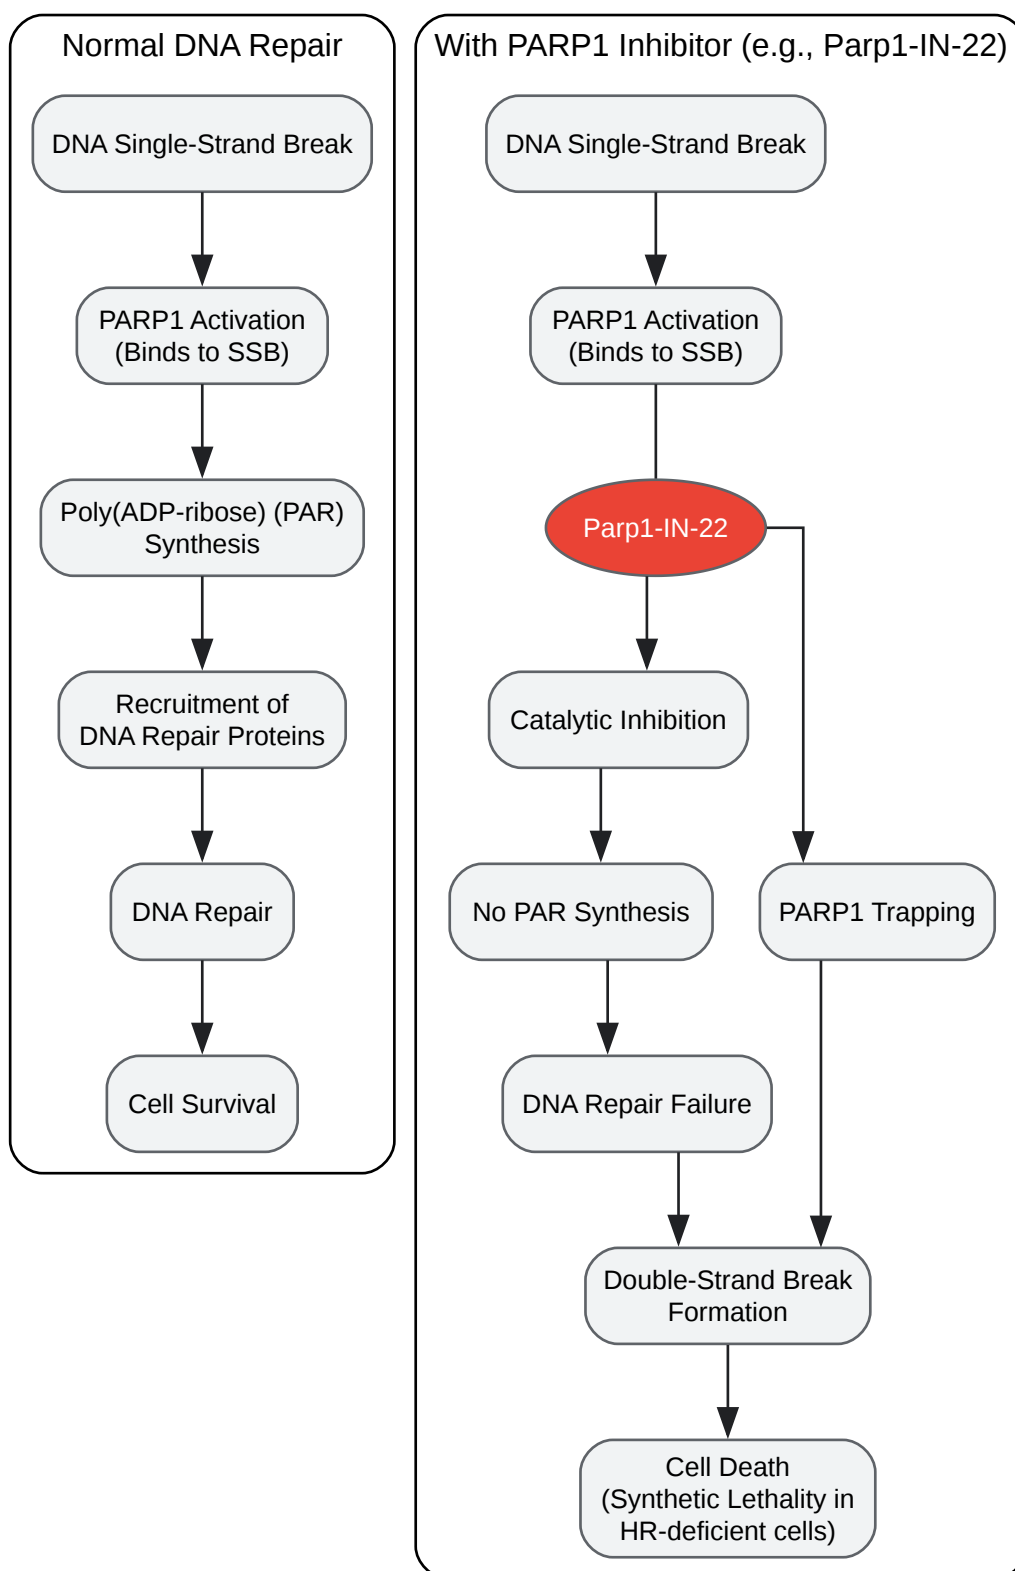 Normal DNA Repair
DNA Single-Strand Break
PARP1 Activation
(Binds to SSB)
Poly(ADP-ribose) (PAR)
Synthesis
Recruitment of
DNA Repair Proteins
DNA Repair
Cell Survival
With PARP1 Inhibitor (e.g., Parp1-IN-22)
DNA Single-Strand Break
PARP1 Activation
(Binds to SSB)
Parp1-IN-22
Catalytic Inhibition
No PAR Synthesis
PARP1 Trapping
DNA Repair Failure
Double-Strand Break
Formation
Cell Death
(Synthetic Lethality in
HR-deficient cells)